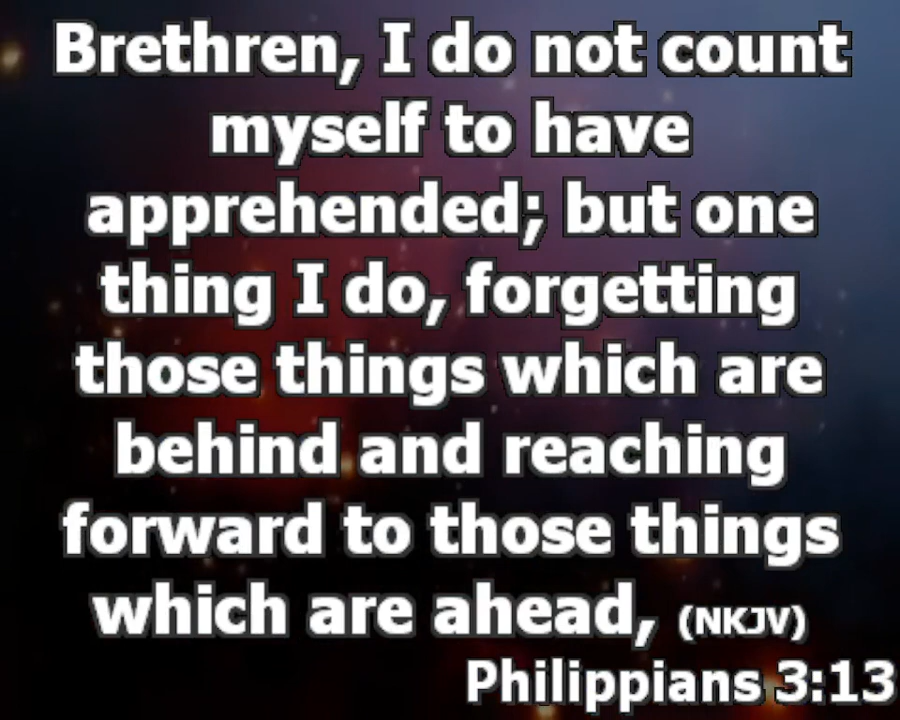 Brethren, I do not count
myself to have
apprehended; but one
thing I do, forgetting
those things which are
behind and reaching
forward to those things
which are ahead, (NKJV)
Philippians 3:13